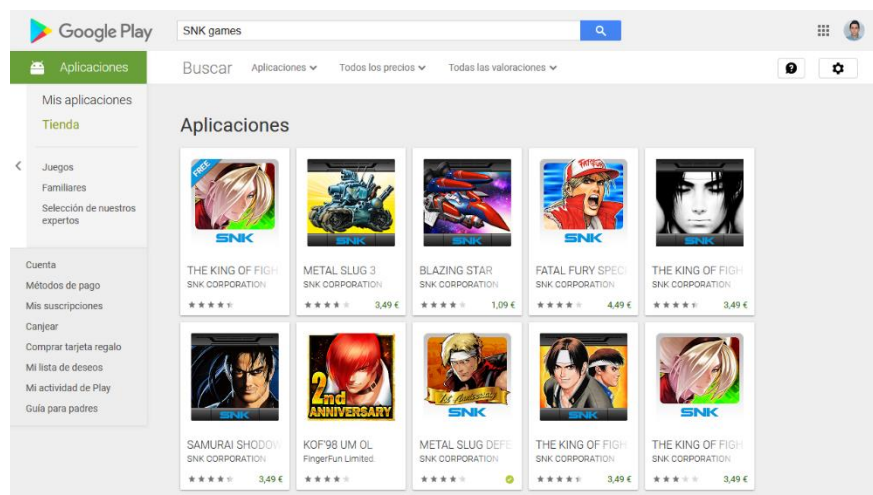 Google Play
SNK games
Aplicaciones
Buscar
Aplicaciones
Todos los precios
Todas las valoraciones
Mis aplicaciones
Tienda
Juegos
Familiares
Selección de nuestros
expertos
Cuenta
Métodos de pago
Mis suscripciones
Canjear
Comprar tarjeta regalo
Mi lista de deseos
Mi actividad de Play
Guía para padres
Aplicaciones
FREE
SNK
THE KING OF FIGH
SNK CORPORATION
SNK
METAL SLUG 3
SNK CORPORATION
3,49 €
SNK
BLAZING STAR
SNK CORPORATION
1,09 €
SNK
FATAL FURY SPECI
SNK CORPORATION
4,49 €
SNK
THE KING OF FIGH
SNK CORPORATION
3,49 €
SNK
SAMURAI SHODOW
SNK CORPORATION
3,49 €
2nd
ANNIVERSARY
KOF'98 UM OL
FingerFun Limited.
1st Anniversary
SNK
METAL SLUG DEFE
SNK CORPORATION
SNK
THE KING OF FIGH
SNK CORPORATION
3,49 €
SNK
THE KING OF FIGH
SNK CORPORATION
3,49 €